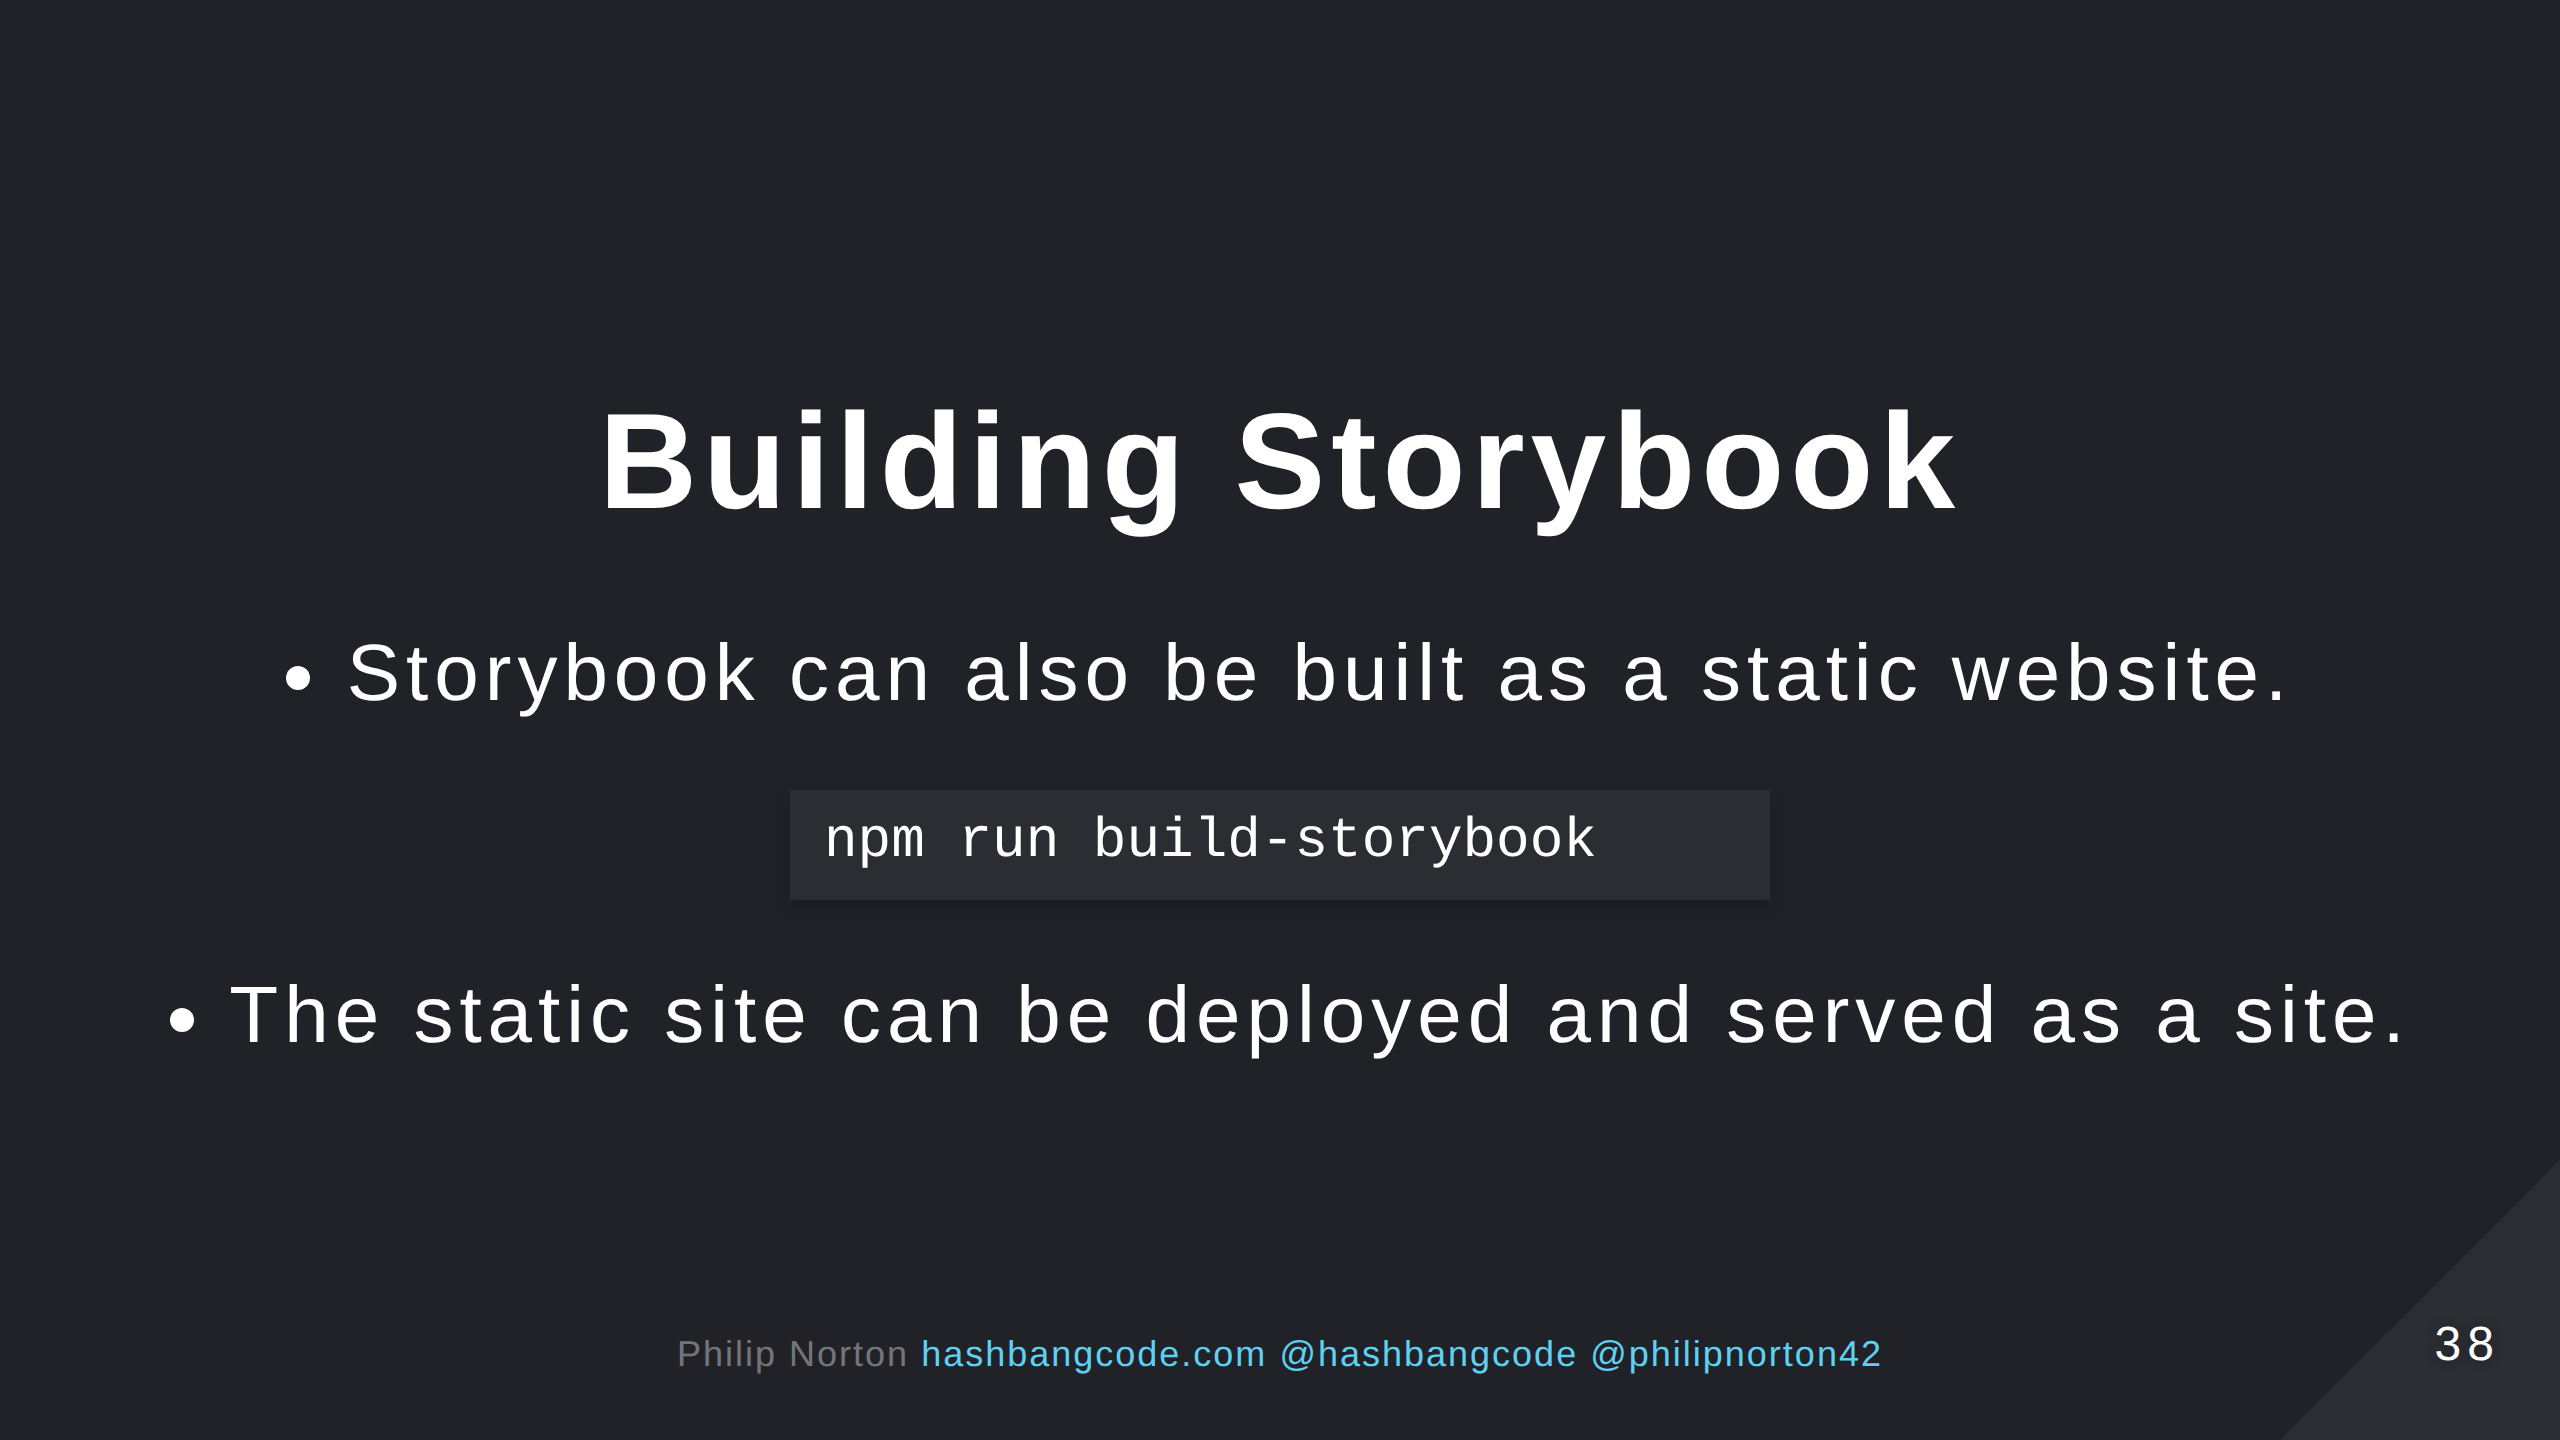 Building Storybook
• Storybook can also be built as a static website.
npm run build-storybook
• The static site can be deployed and served as a site.
Philip Norton hashbangcode.com @hashbangcode @philipnorton42
38